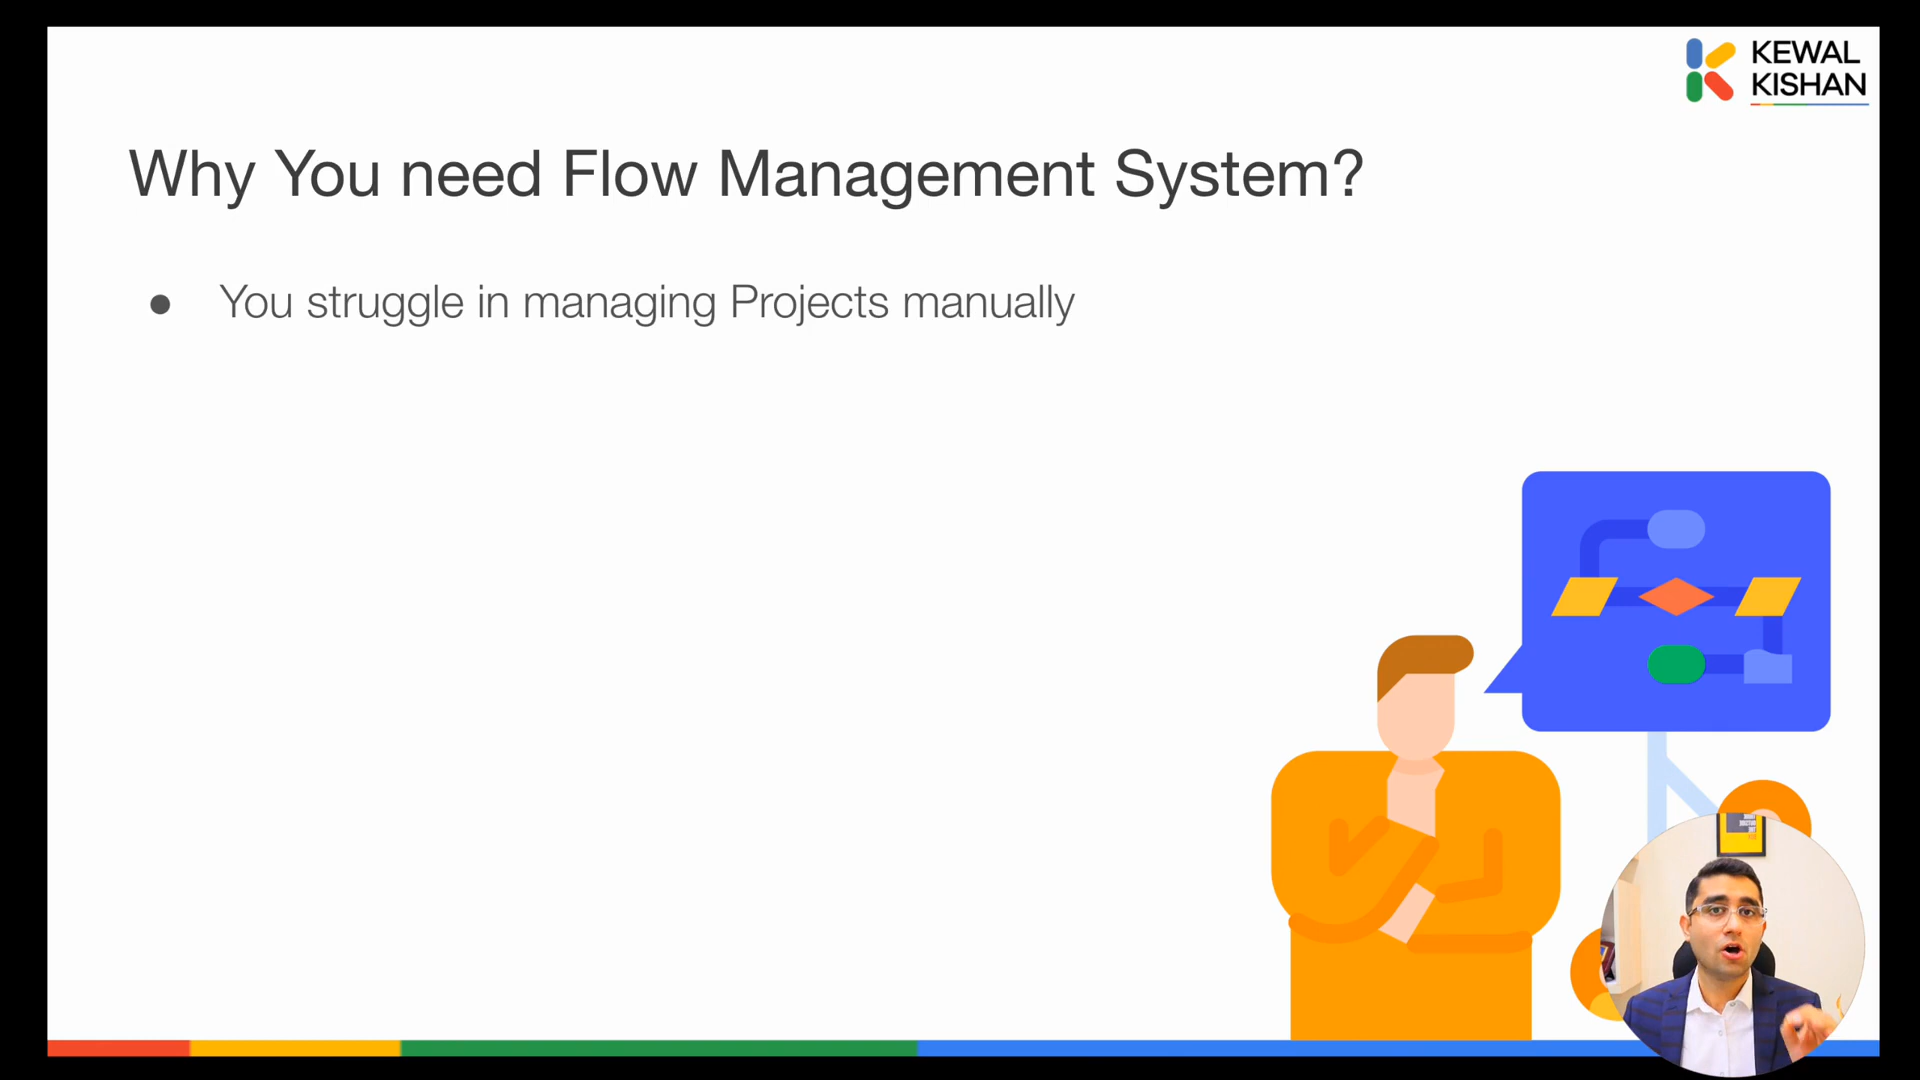 KEWAL
KISHAN
Why You need Flow Management System?
● You struggle in managing Projects manually